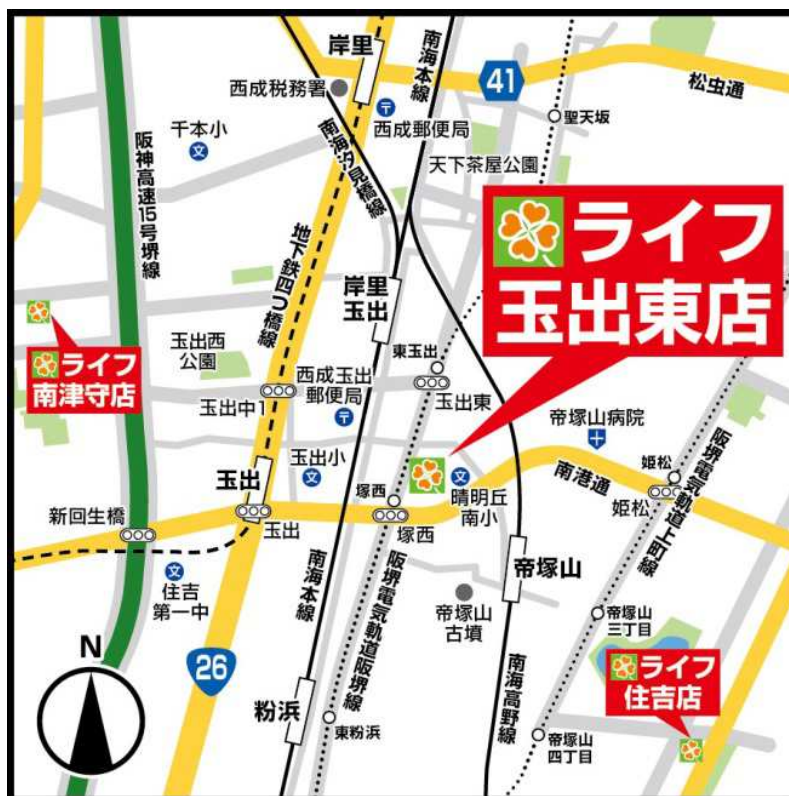 岸里
南海本線
西成税務署
41
松虫通
千本小
文
〒
西成郵便局
聖天坂
南海汐見橋線
阪神高速15号堺線
天下茶屋公園
地下鉄四つ橋線
ライフ
玉出東店
岸里
玉出
ライフ
南津守店
玉出西
公園
東玉出
西成玉出
郵便局
〒
玉出中1
玉出東
帝塚山病院
玉出小
文
玉出
塚西
文
晴明丘
南小
南港通
姫松
姫松
阪堺電気軌道上町線
新回生橋
玉出
塚西
文
住吉
第一中
南海本線
阪堺電気軌道阪堺線
帝塚山
帝塚山
古墳
帝塚山
三丁目
N
26
粉浜
東粉浜
南海高野線
ライフ
住吉店
帝塚山
四丁目